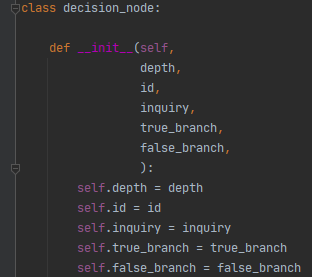 class decision_node:
def __init__(self,
depth,
id,
inquiry,
true_branch,
false_branch,
):
self.depth = depth
self.id = id
self.inquiry = inquiry
self.true_branch = true_branch
self.false_branch = false_branch